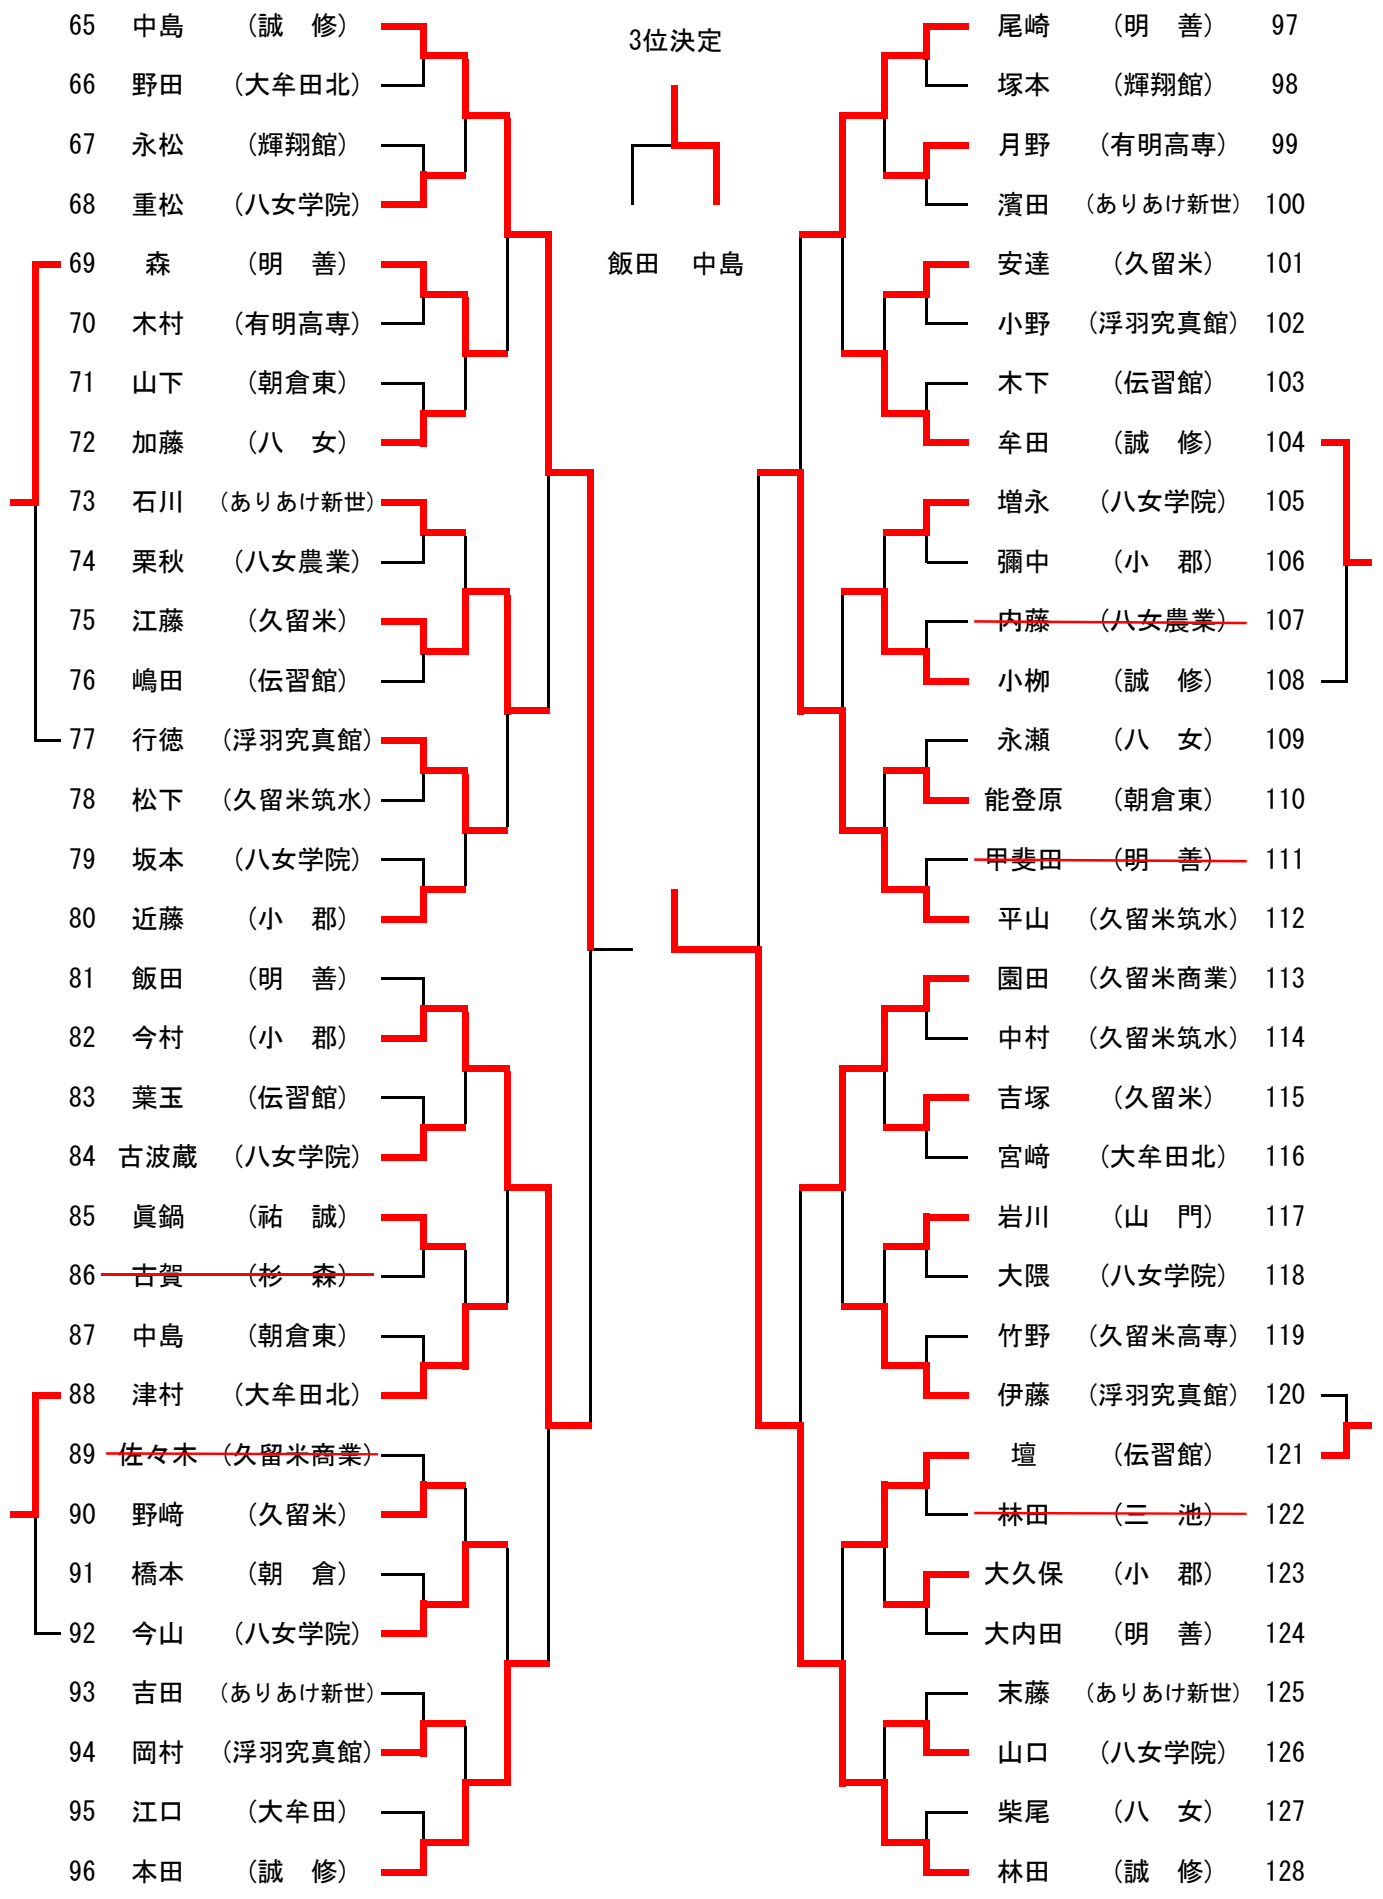 3位決定
飯田 中島
65 中島 (誠 修)
66 野田 (大牟田北)
67 永松 (輝翔館)
68 重松 (八女学院)
69 森 (明 善)
70 木村 (有明高専)
71 山下 (朝倉東)
72 加藤 (八 女)
73 石川 (ありあけ新世)
74 栗秋 (八女農業)
75 江藤 (久留米)
76 嶋田 (伝習館)
77 行徳 (浮羽究真館)
78 松下 (久留米筑水)
79 坂本 (八女学院)
80 近藤 (小 郡)
81 飯田 (明 善)
82 今村 (小 郡)
83 葉玉 (伝習館)
84 古波蔵 (八女学院)
85 眞鍋 (祐 誠)
86 古賀 (杉 森)
87 中島 (朝倉東)
88 津村 (大牟田北)
89 佐々木 (久留米商業)
90 野﨑 (久留米)
91 橋本 (朝 倉)
92 今山 (八女学院)
93 吉田 (ありあけ新世)
94 岡村 (浮羽究真館)
95 江口 (大牟田)
96 本田 (誠 修)
尾崎 (明 善) 97
塚本 (輝翔館) 98
月野 (有明高専) 99
濱田 (ありあけ新世) 100
安達 (久留米) 101
小野 (浮羽究真館) 102
木下 (伝習館) 103
牟田 (誠 修) 104
増永 (八女学院) 105
彌中 (小 郡) 106
内藤 (八女農業) 107
小栁 (誠 修) 108
永瀬 (八 女) 109
能登原 (朝倉東) 110
甲斐田 (明 善) 111
平山 (久留米筑水) 112
園田 (久留米商業) 113
中村 (久留米筑水) 114
吉塚 (久留米) 115
宮﨑 (大牟田北) 116
岩川 (山 門) 117
大隈 (八女学院) 118
竹野 (久留米高専) 119
伊藤 (浮羽究真館) 120
壇 (伝習館) 121
林田 (三 池) 122
大久保 (小 郡) 123
大内田 (明 善) 124
末藤 (ありあけ新世) 125
山口 (八女学院) 126
柴尾 (八 女) 127
林田 (誠 修) 128